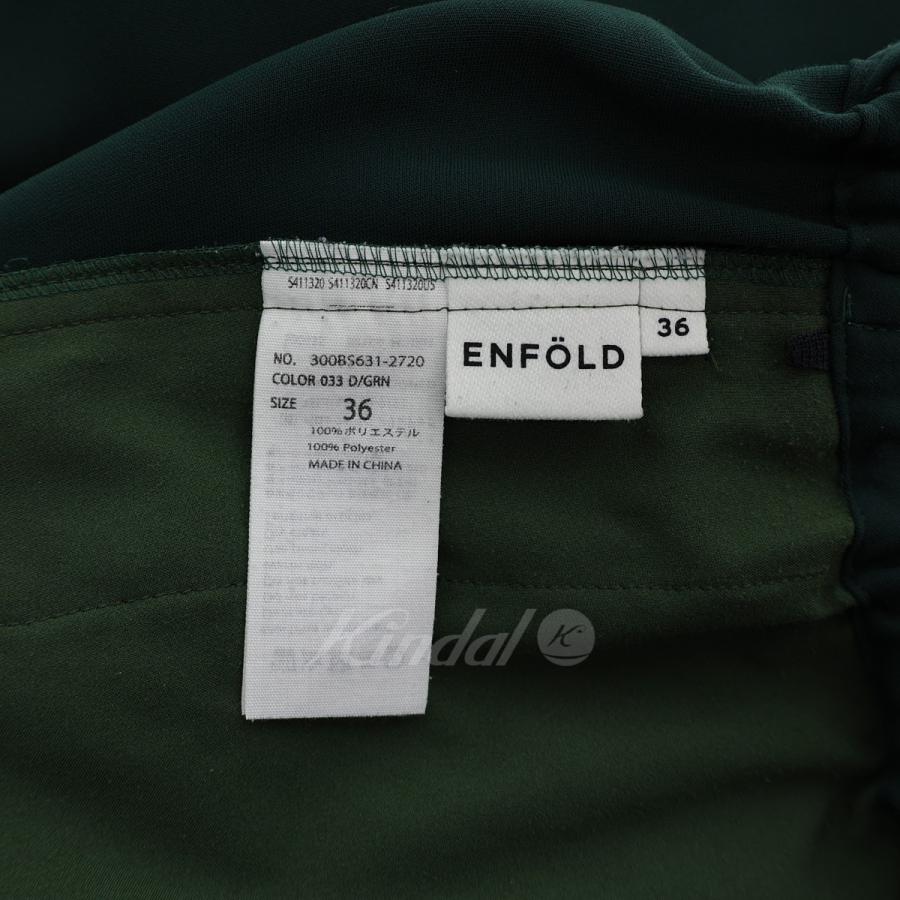 S411320 S411320CN S411320US
NO. 300BS631-2720
COLOR 033 D/GRN
SIZE 36
100%ポリエステル
100% Polyester
MADE IN CHINA
ENFÖLD
36
Kindal K